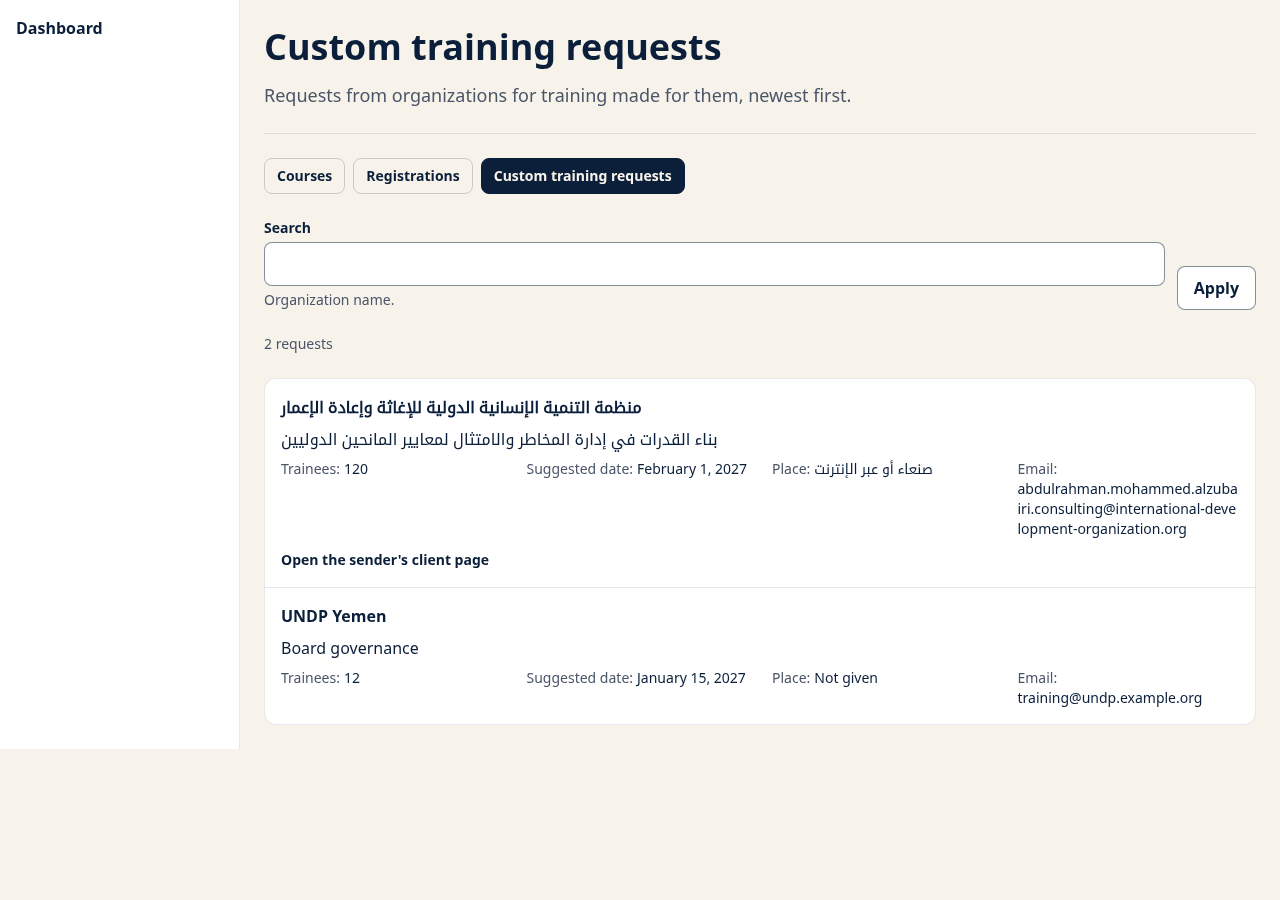 Dashboard
Custom training requests
Requests from organizations for training made for them, newest first.
Courses
Registrations
Custom training requests
Search
Apply
Organization name.
2 requests
منظمة التنمية الإنسانية الدولية للإغاثة وإعادة الإعمار
بناء القدرات في إدارة المخاطر والامتثال لمعايير المانحين الدوليين
Trainees: 120
Suggested date: February 1, 2027
Place: صنعاء أو عبر الإنترنت
Email:
abdulrahman.mohammed.alzuba
iri.consulting@international-deve
lopment-organization.org
Open the sender's client page
UNDP Yemen
Board governance
Trainees: 12
Suggested date: January 15, 2027
Place: Not given
Email:
training@undp.example.org